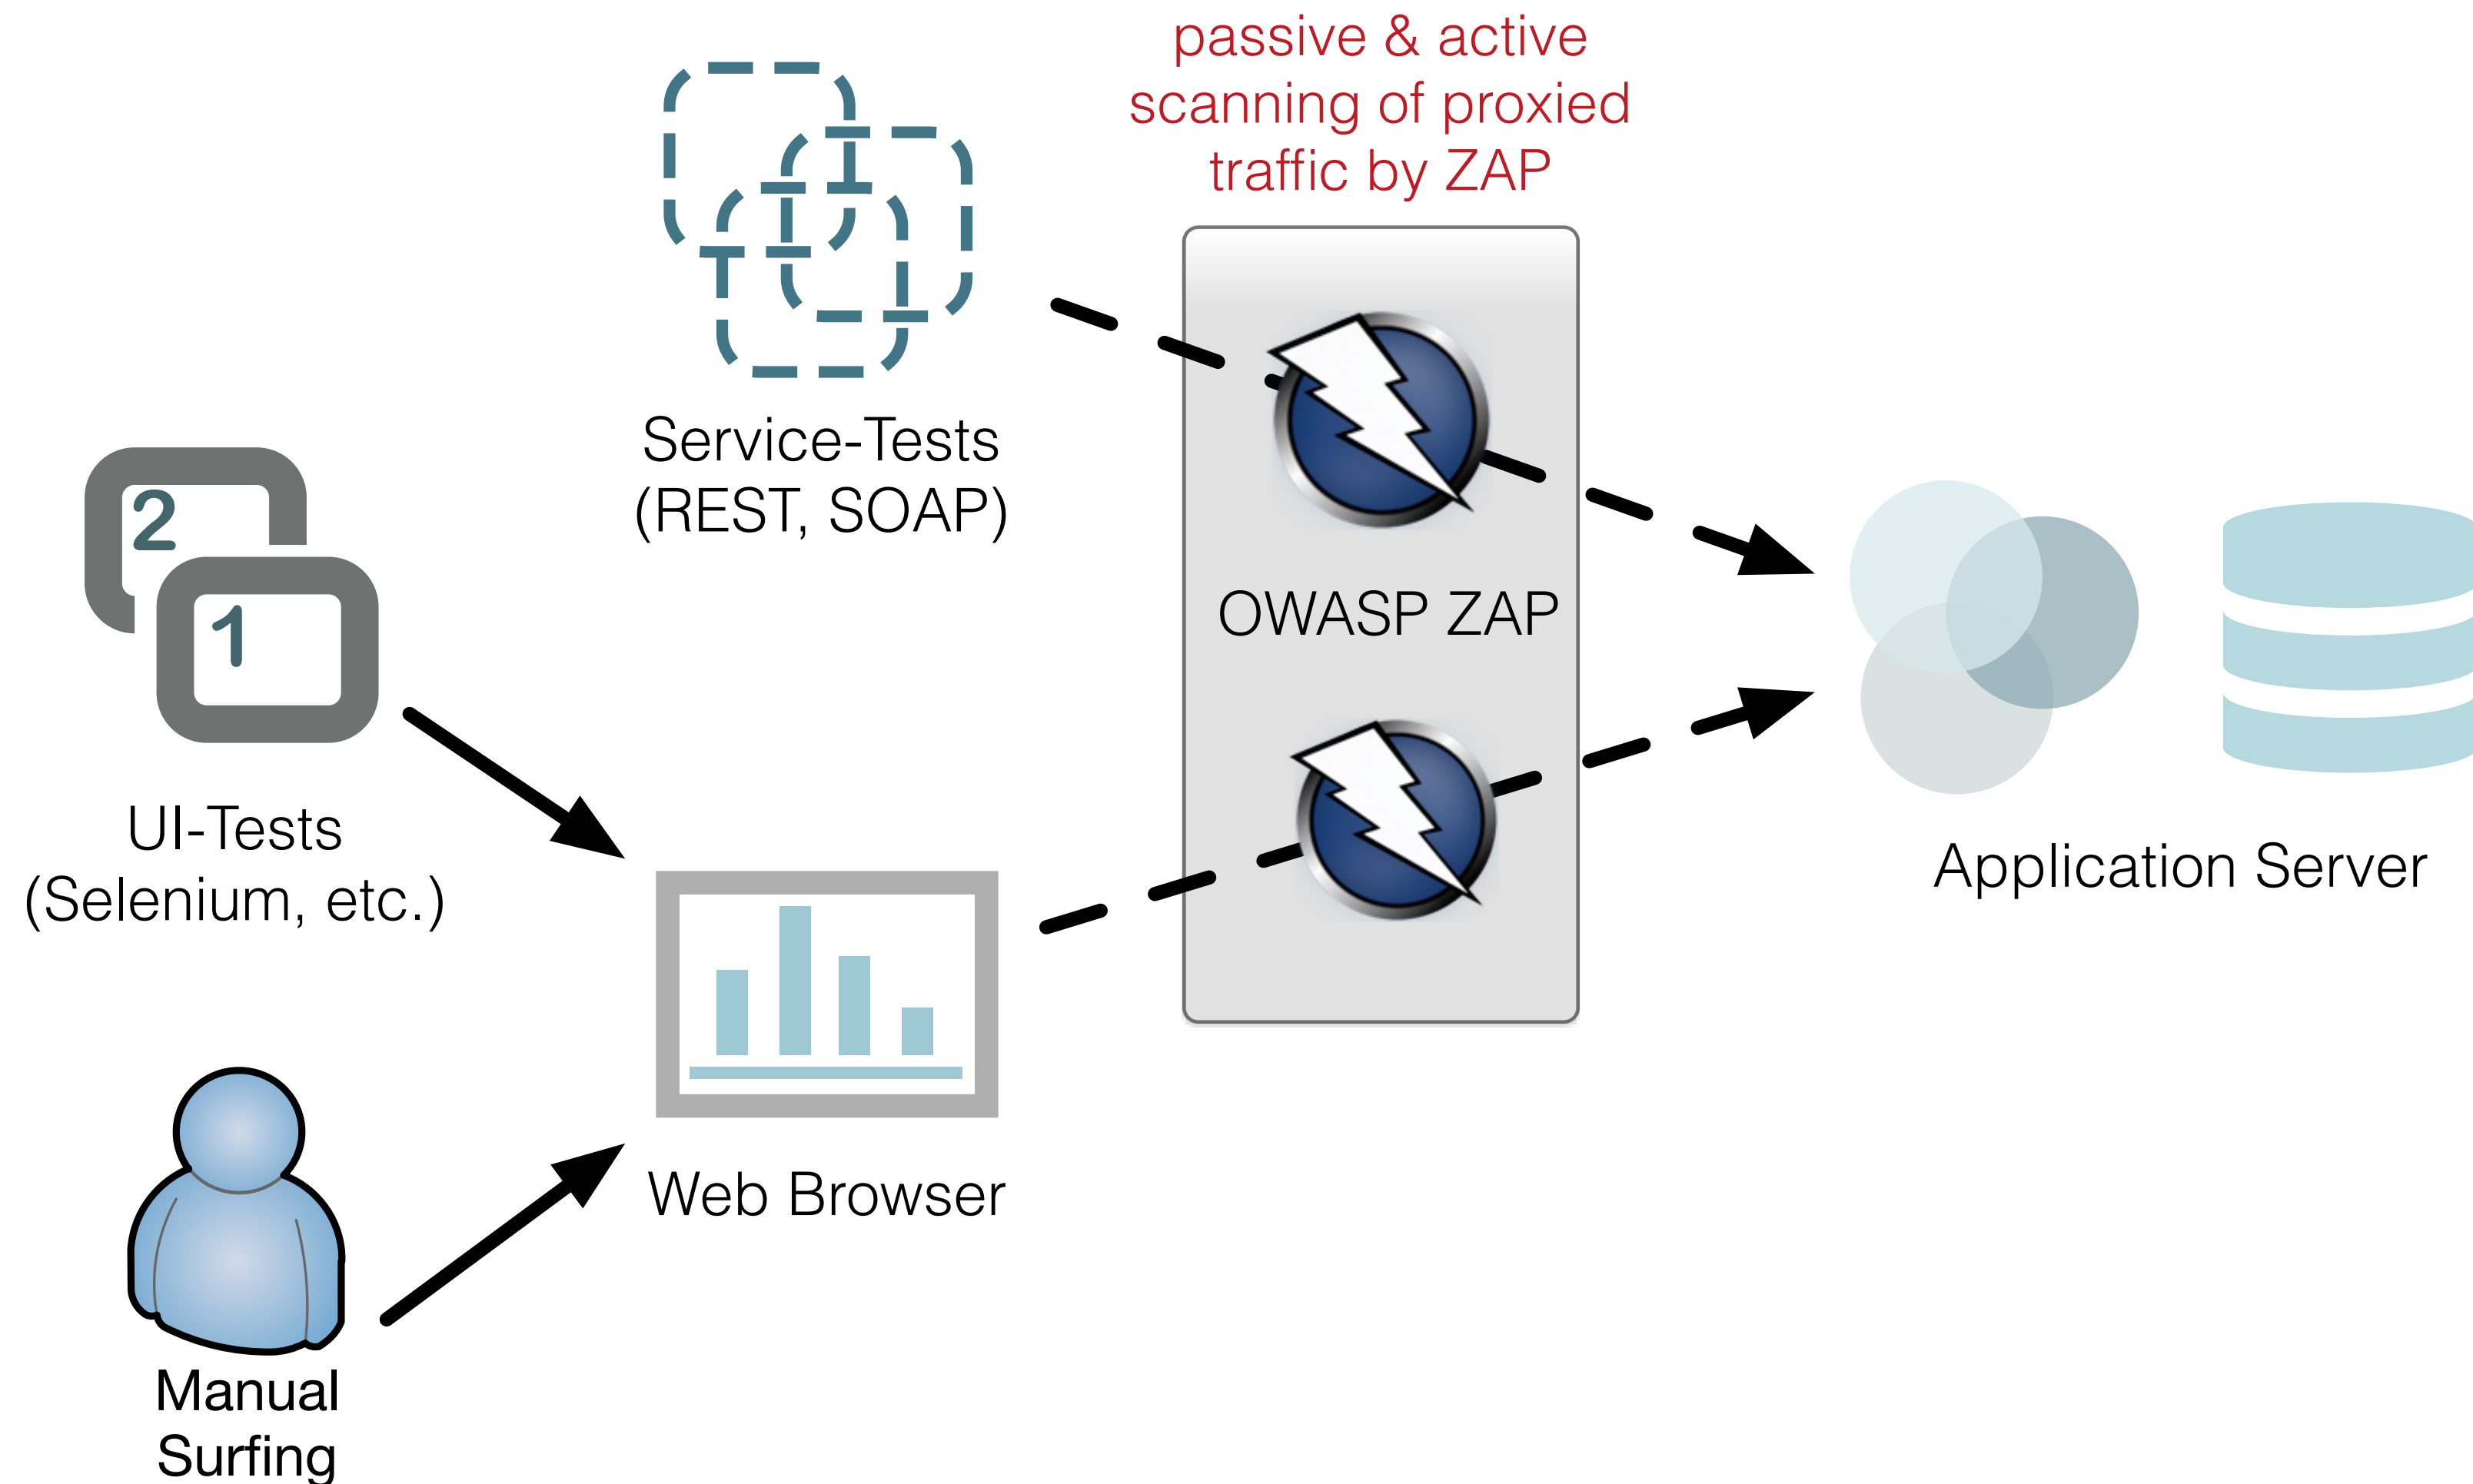 passive & active
scanning of proxied
traffic by ZAP
Service-Tests
(REST, SOAP)
2
1
OWASP ZAP
UI-Tests
(Selenium, etc.)
Application Server
Web Browser
Manual
Surfing